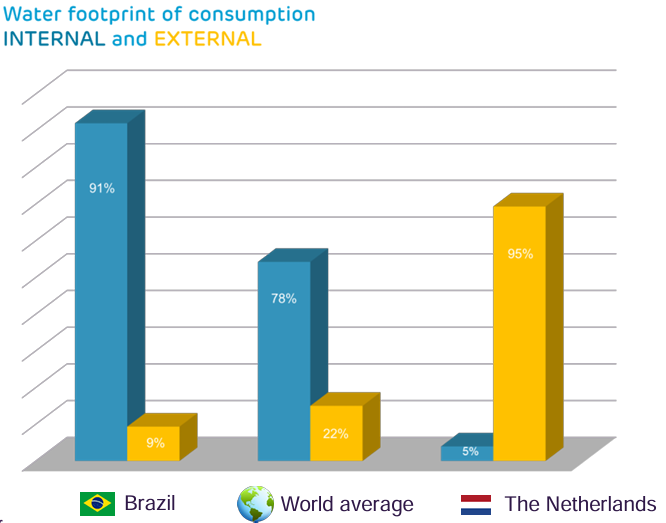 Water footprint of consumption
INTERNAL and EXTERNAL
91%
9%
78%
22%
5%
95%
Brazil
World average
The Netherlands